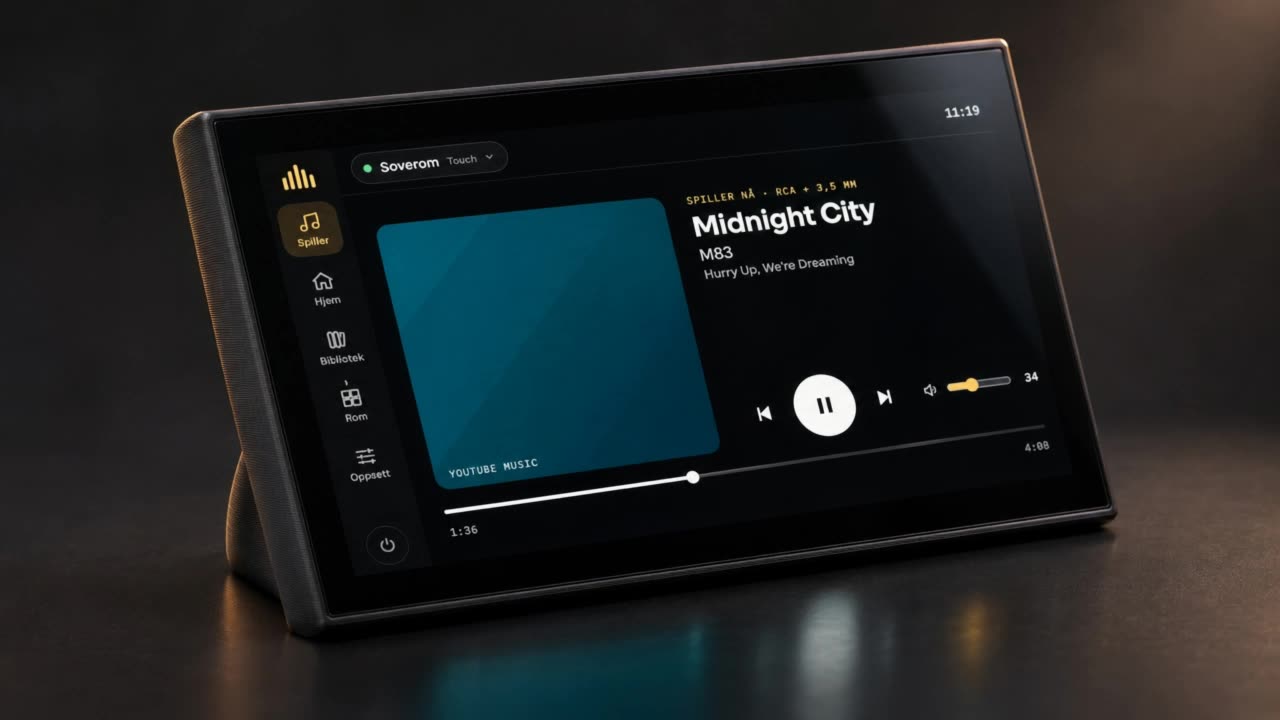 11:19
Soverom Touch
Spiller
Hjem
Bibliotek
Rom
Oppsett
SPILLER NÅ · RCA + 3,5 MM
Midnight City
M83
Hurry Up, We're Dreaming
YOUTUBE MUSIC
34
1:36
4:08